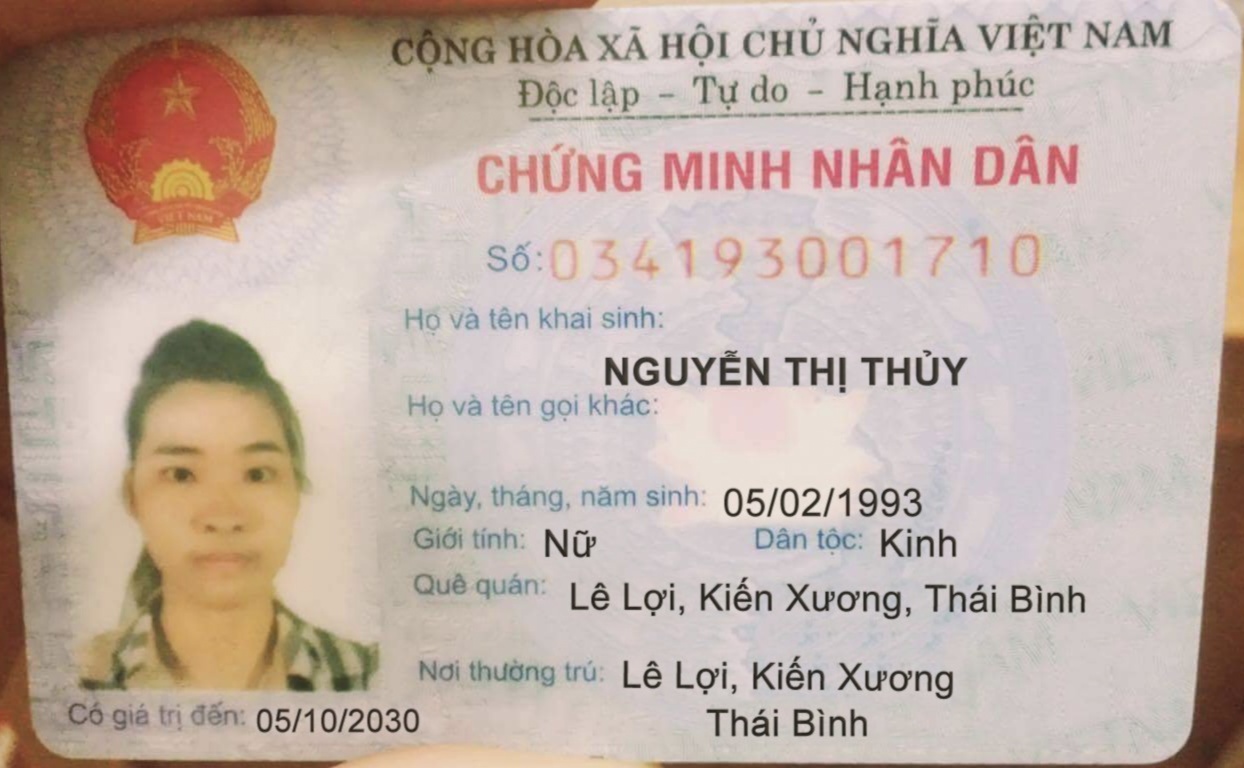 CỘNG HÒA XÃ HỘI CHỦ NGHĨA VIỆT NAM
Độc lập - Tự do - Hạnh phúc
CHỨNG MINH NHÂN DÂN
VIỆT NAM
Số: 034193001710
Họ và tên khai sinh:
NGUYỄN THỊ THỦY
Họ và tên gọi khác:
Ngày, tháng, năm sinh: 05/02/1993
Giới tính: Nữ Dân tộc: Kinh
Quê quán: Lê Lợi, Kiến Xương, Thái Bình
Nơi thường trú: Lê Lợi, Kiến Xương
Thái Bình
Có giá trị đến: 05/10/2030